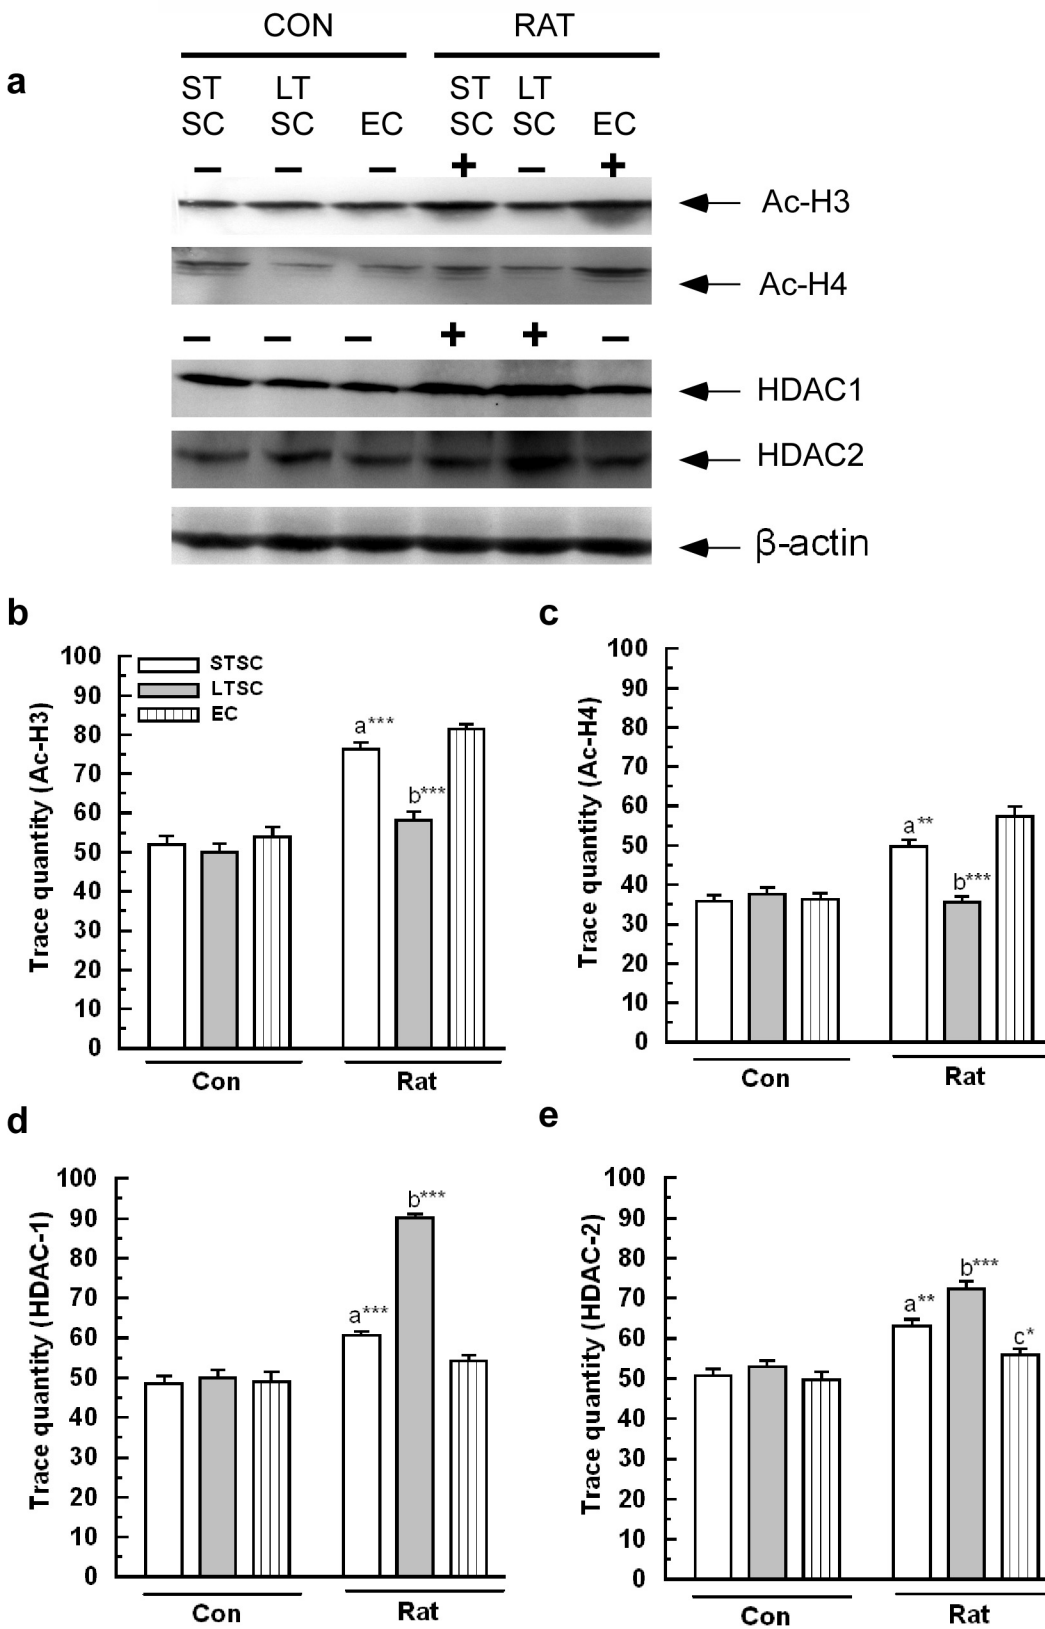 CON RAT
a
ST LT ST LT
SC SC EC SC SC EC
− − − + − +
Ac-H3
Ac-H4
− − − + + −
HDAC1
HDAC2
β-actin
b
Trace quantity (Ac-H3)
100
90
80
70
60
50
40
30
20
10
0
STSC
LTSC
EC
a***
b***
Con Rat
c
Trace quantity (Ac-H4)
100
90
80
70
60
50
40
30
20
10
0
a**
b***
Con Rat
d
Trace quantity (HDAC-1)
100
90
80
70
60
50
40
30
20
10
0
b***
a***
Con Rat
e
Trace quantity (HDAC-2)
100
90
80
70
60
50
40
30
20
10
0
b***
a**
c*
Con Rat